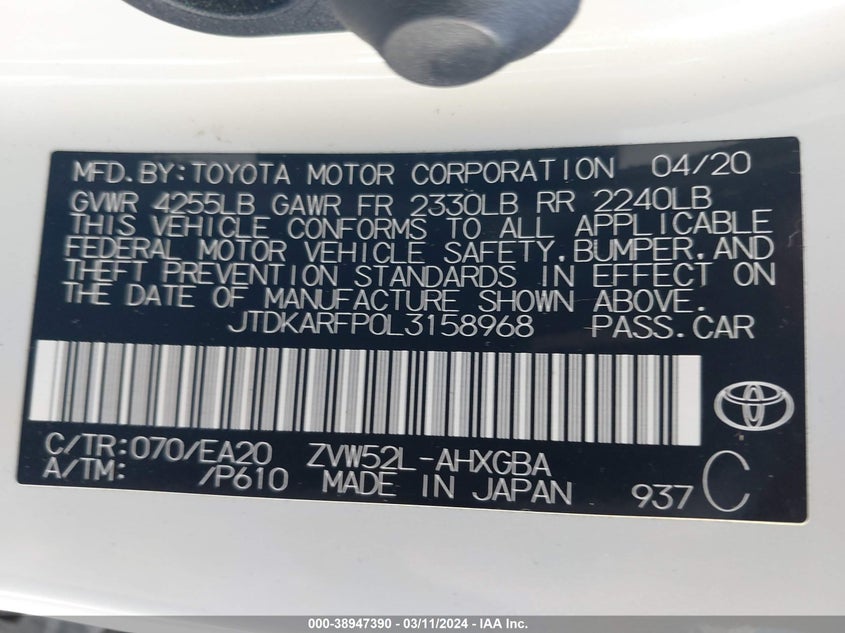 MFD. BY: TOYOTA MOTOR CORPORATION 04/20
GVWR 4255LB GAWR FR 2330LB RR 2240LB
THIS VEHICLE CONFORMS TO ALL APPLICABLE
FEDERAL MOTOR VEHICLE SAFETY, BUMPER, AND
THEFT PREVENTION STANDARDS IN EFFECT ON
THE DATE OF MANUFACTURE SHOWN ABOVE.
JTDKARFP0L3158968 PASS. CAR
C/TR: 070/EA20 ZVW52L-AHXGBA
A/TM: /P610 MADE IN JAPAN 937 C
000-38947390 - 03/11/2024 - IAA Inc.